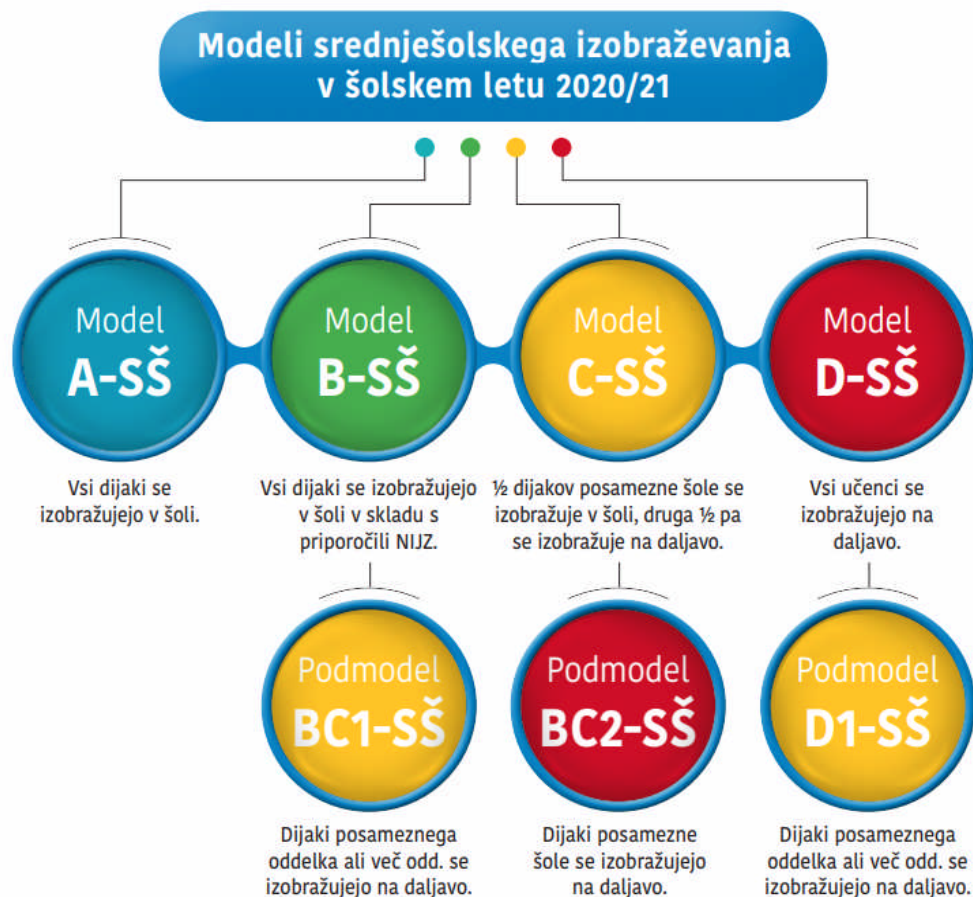 Modeli srednješolskega izobraževanja
v šolskem letu 2020/21
Model
A-SŠ
Vsi dijaki se
izobražujejo v šoli.
Model
B-SŠ
Vsi dijaki se izobražujejo
v šoli v skladu s
priporočili NIJZ.
Model
C-SŠ
½ dijakov posamezne šole se
izobražuje v šoli, druga ½ pa
se izobražuje na daljavo.
Model
D-SŠ
Vsi učenci se
izobražujejo na
daljavo.
Podmodel
BC1-SŠ
Dijaki posameznega
oddelka ali več odd. se
izobražujejo na daljavo.
Podmodel
BC2-SŠ
Dijaki posamezne
šole se izobražujejo
na daljavo.
Podmodel
D1-SŠ
Dijaki posameznega
oddelka ali več odd. se
izobražujejo na daljavo.